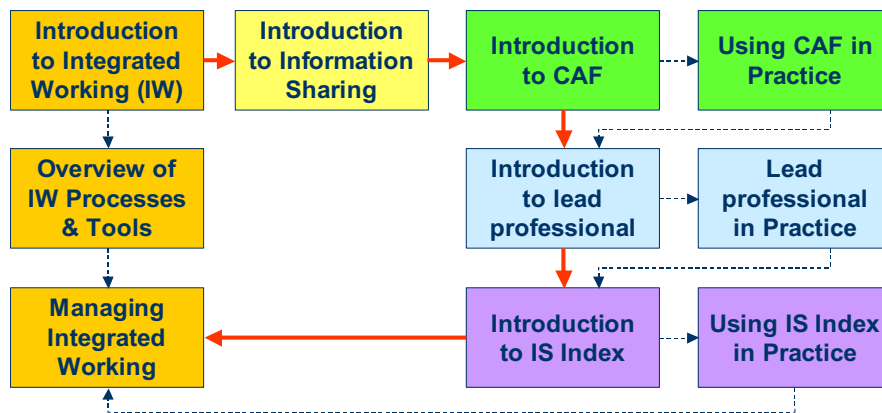 Introduction
to Integrated
Working (IW)
Introduction
to Information
Sharing
Introduction
to CAF
Using CAF in
Practice
Overview of
IW Processes
& Tools
Introduction
to lead
professional
Lead
professional
in Practice
Managing
Integrated
Working
Introduction
to IS Index
Using IS Index
in Practice